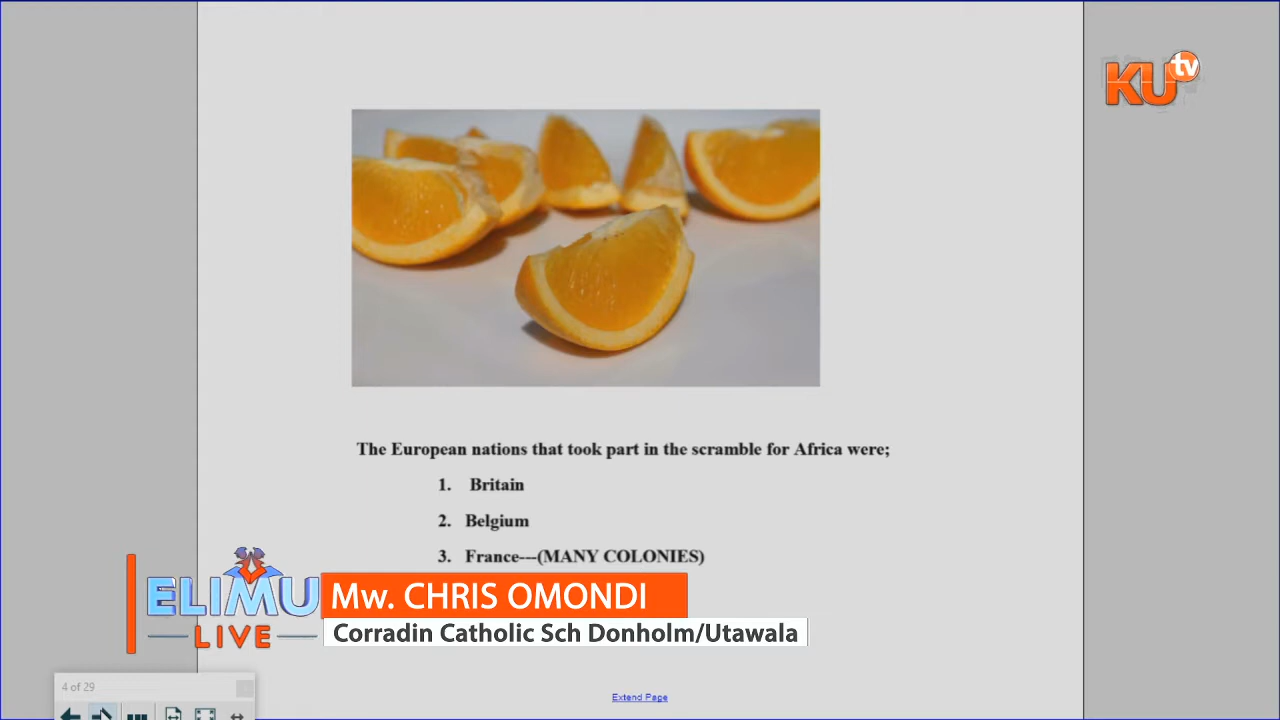 KU tv
The European nations that took part in the scramble for Africa were;
1. Britain
2. Belgium
3. France---(MANY COLONIES)
ELIMU
LIVE
Mw. CHRIS OMONDI
Corradin Catholic Sch Donholm/Utawala
4 of 29
Extend Page